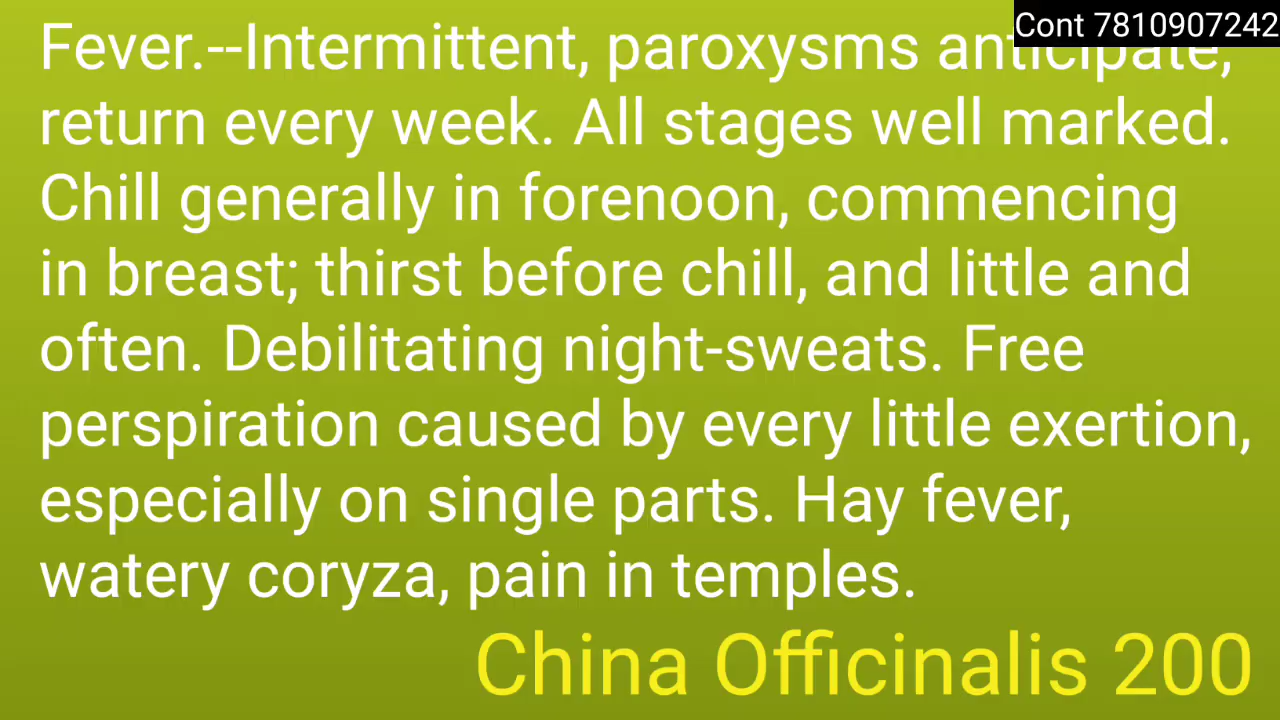 Cont 7810907242
Fever.--Intermittent, paroxysms anticipate,
return every week. All stages well marked.
Chill generally in forenoon, commencing
in breast; thirst before chill, and little and
often. Debilitating night-sweats. Free
perspiration caused by every little exertion,
especially on single parts. Hay fever,
watery coryza, pain in temples.
China Officinalis 200